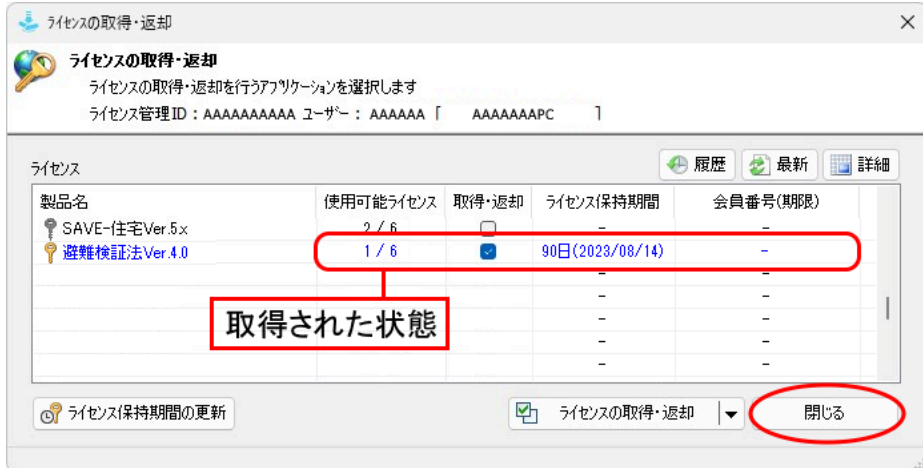 ライセンスの取得・返却
ライセンスの取得・返却
ライセンスの取得・返却を行うアプリケーションを選択します
ライセンス管理ID : AAAAAAAAAA ユーザー : AAAAAA [ AAAAAAAPC ]
ライセンス 履歴 最新 詳細
製品名 使用可能ライセンス 取得・返却 ライセンス保持期間 会員番号(期限)
SAVE-住宅Ver.5.x 2 / 6 - -
避難検証法Ver.4.0 1 / 6 90日(2023/08/14) -
- -
- -
取得された状態 - -
- -
ライセンス保持期間の更新 ライセンスの取得・返却 閉じる